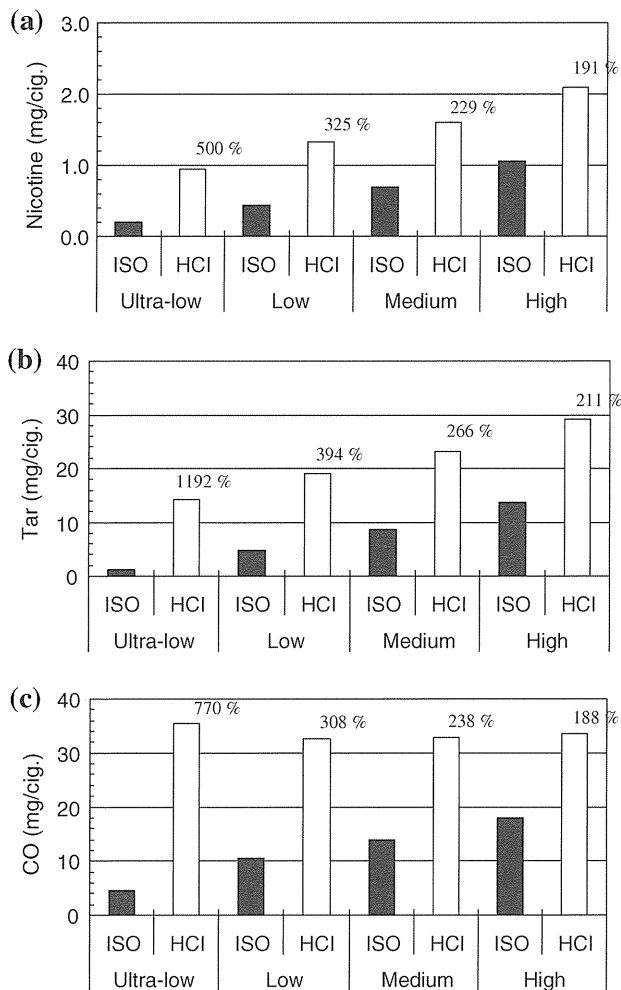 (a)
Nicotine (mg/cig.)
3.0
2.0
1.0
0.0
500 %
325 %
229 %
191 %
ISO HCI ISO HCI ISO HCI ISO HCI
Ultra-low Low Medium High
(b)
Tar (mg/cig.)
40
30
20
10
0
1192 %
394 %
266 %
211 %
ISO HCI ISO HCI ISO HCI ISO HCI
Ultra-low Low Medium High
(c)
CO (mg/cig.)
40
30
20
10
0
770 %
308 %
238 %
188 %
ISO HCI ISO HCI ISO HCI ISO HCI
Ultra-low Low Medium High